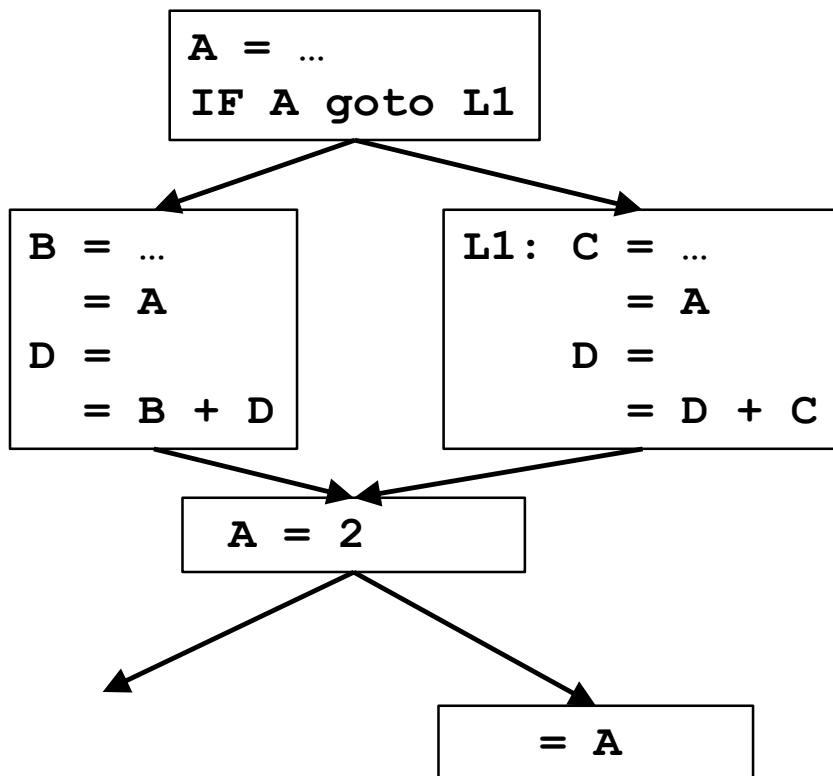 A = …
IF A goto L1
B = …
= A
D =
= B + D
L1: C = …
= A
D =
= D + C
A = 2
= A